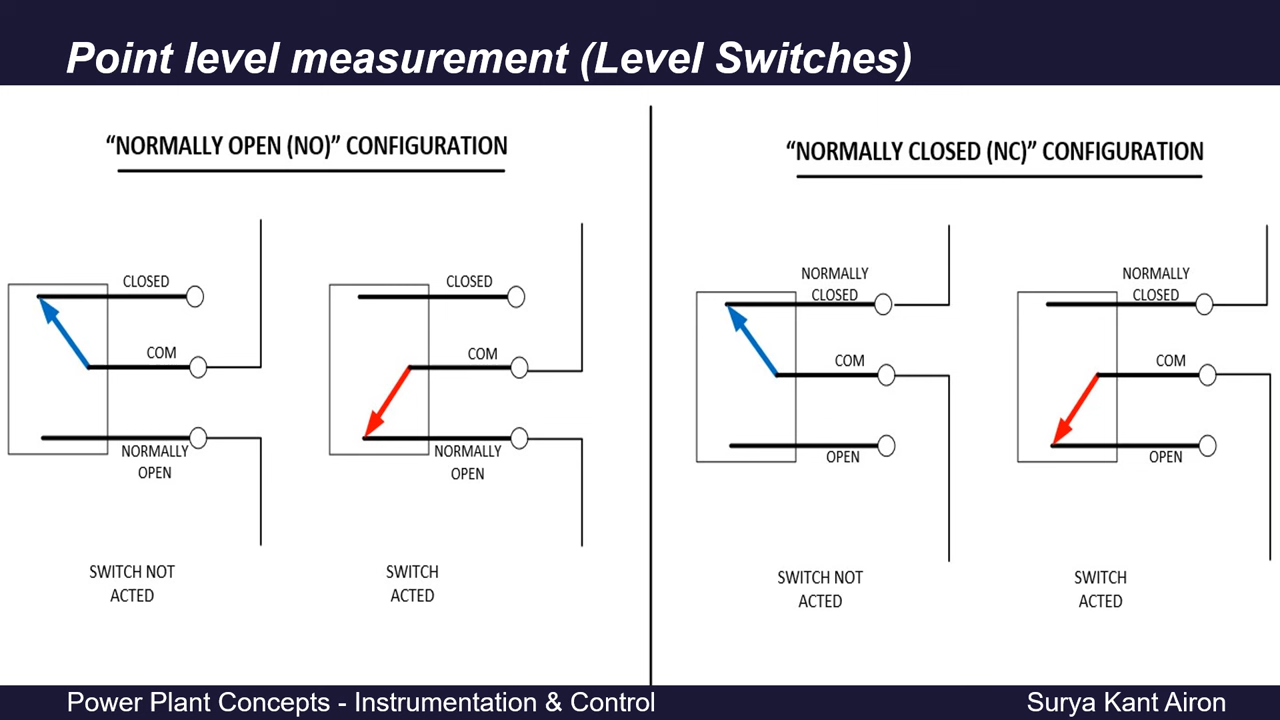 Point level measurement (Level Switches)
“NORMALLY OPEN (NO)” CONFIGURATION
CLOSED
COM
NORMALLY
OPEN
SWITCH NOT
ACTED
CLOSED
COM
NORMALLY
OPEN
SWITCH
ACTED
“NORMALLY CLOSED (NC)” CONFIGURATION
NORMALLY
CLOSED
COM
OPEN
SWITCH NOT
ACTED
NORMALLY
CLOSED
COM
OPEN
SWITCH
ACTED
Power Plant Concepts - Instrumentation & Control
Surya Kant Airon